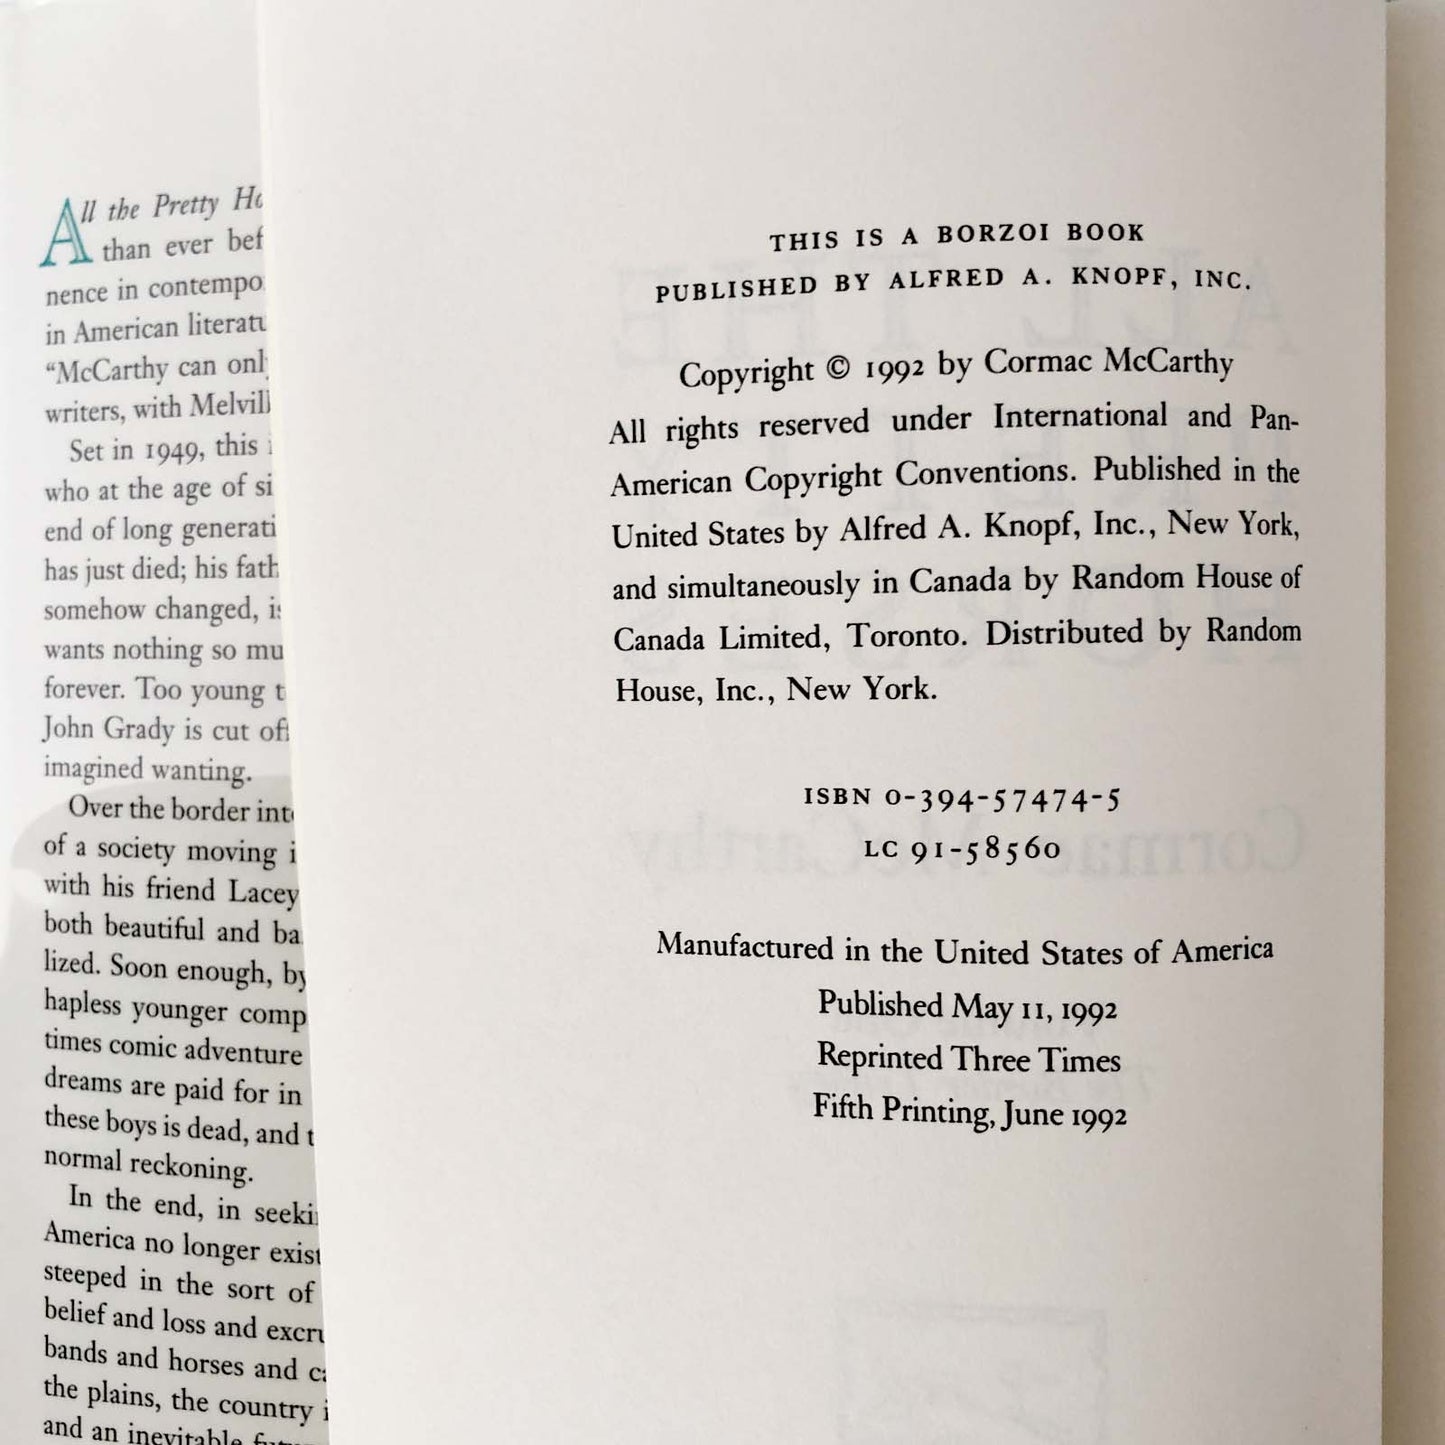 All the Pretty
than ever
nence in
in American
“McCarthy can
writers, with
Set in 1949, this
who at the age of
end of long
has just died; his
somehow changed,
wants nothing so
forever. Too young
John Grady is cut
imagined wanting.
Over the border
of a society moving
with his friend Lacey
both beautiful and
lized. Soon enough, by
hapless younger
times comic adventure
dreams are paid for in
these boys is dead, and
normal reckoning.
In the end, in
America no longer
steeped in the sort of
belief and loss and
bands and horses and
the plains, the country
and an inevitable
THIS IS A BORZOI BOOK
PUBLISHED BY ALFRED A. KNOPF, INC.
Copyright © 1992 by Cormac McCarthy
All rights reserved under International and Pan-
American Copyright Conventions. Published in the
United States by Alfred A. Knopf, Inc., New York,
and simultaneously in Canada by Random House of
Canada Limited, Toronto. Distributed by Random
House, Inc., New York.
ISBN 0-394-57474-5
LC 91-58560
Manufactured in the United States of America
Published May 11, 1992
Reprinted Three Times
Fifth Printing, June 1992